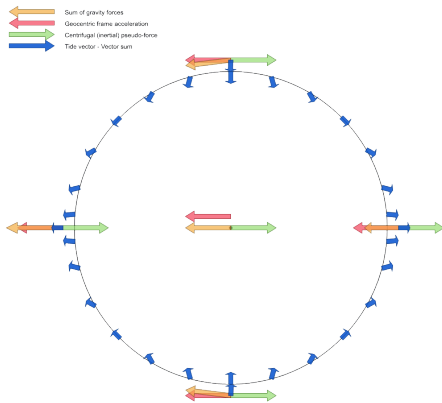 Sum of gravity forces
Geocentric frame acceleration
Centrifugal (inertial) pseudo-force
Tide vector - Vector sum